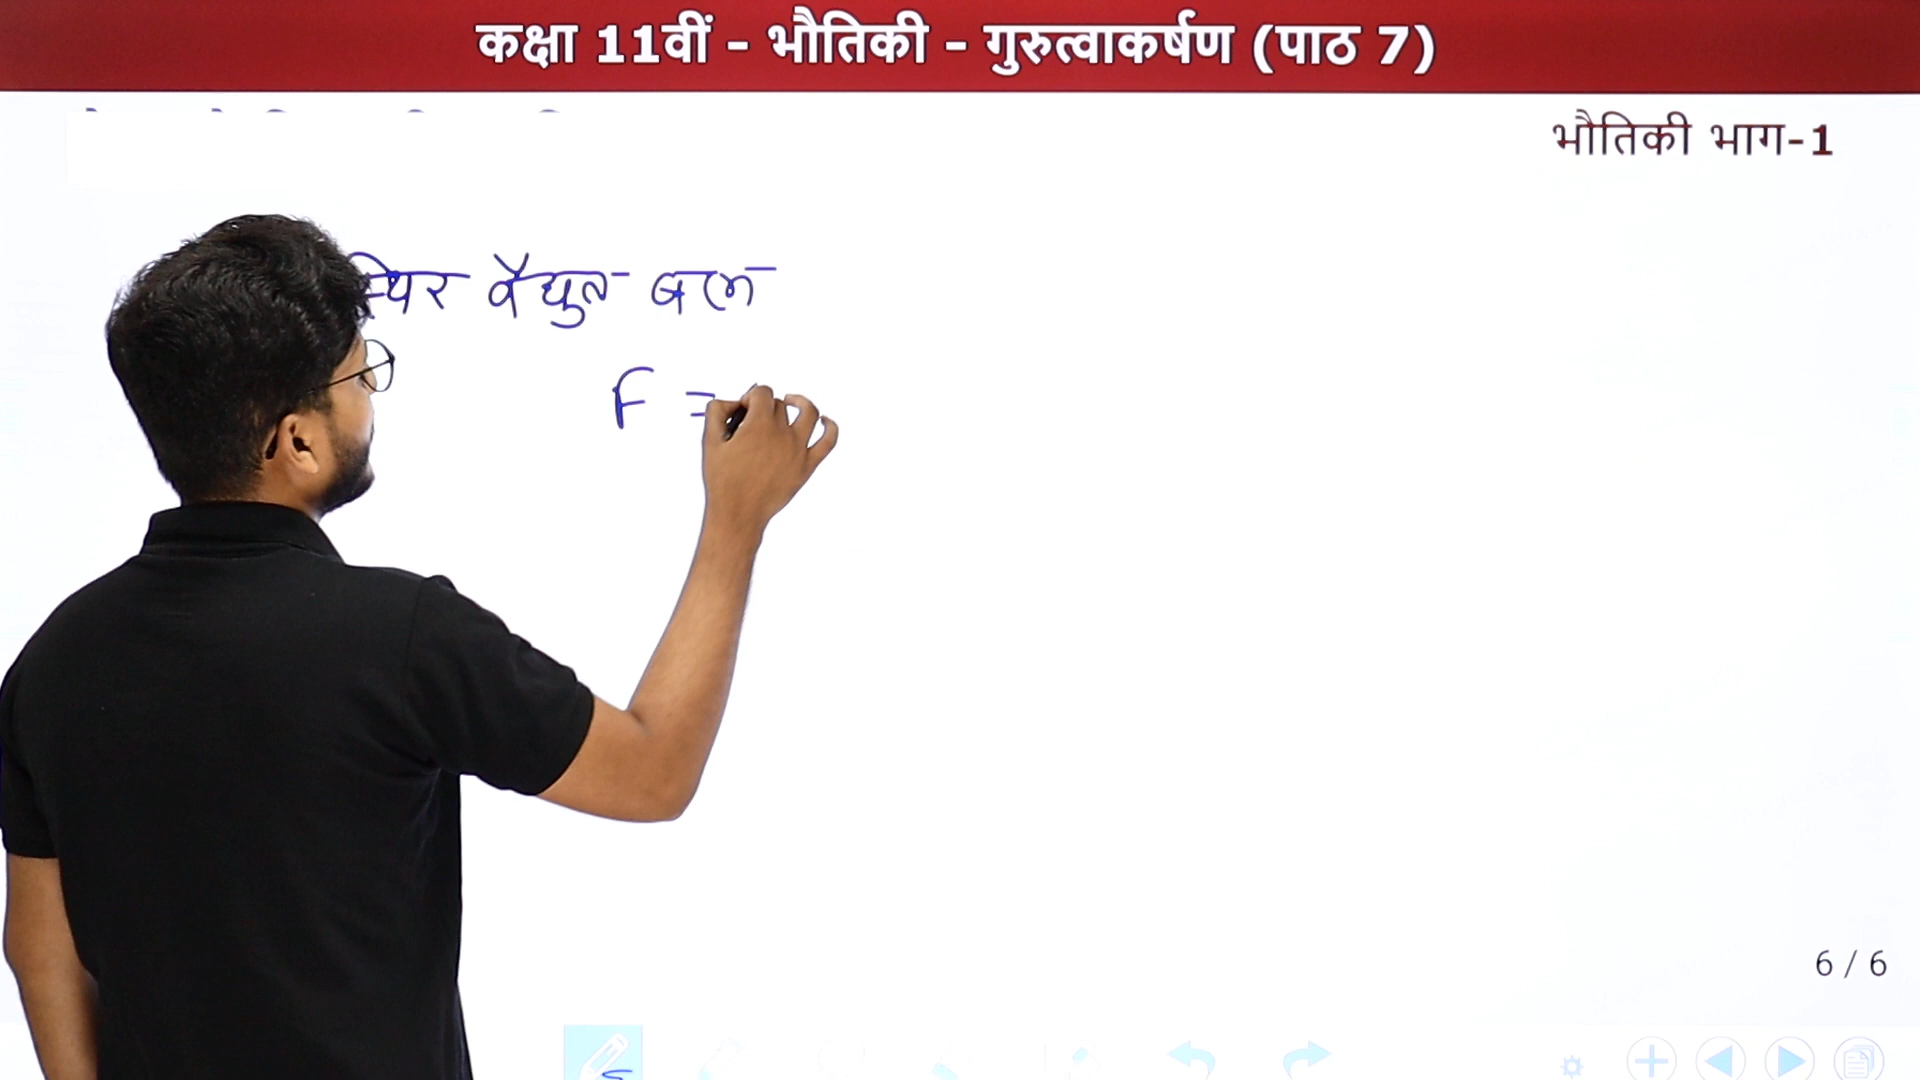 कक्षा 11वीं - भौतिकी - गुरुत्वाकर्षण (पाठ 7)
भौतिकी भाग-1
स्थिर वैद्युत बल
F =
6 / 6